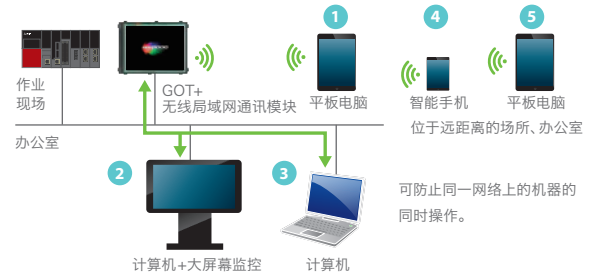 1
4
5
作业
现场
GOT+
无线局域网通讯模块
平板电脑
智能手机
平板电脑
位于远距离的场所、办公室
办公室
2
3
可防止同一网络上的机器的
同时操作。
计算机+大屏幕监控
计算机